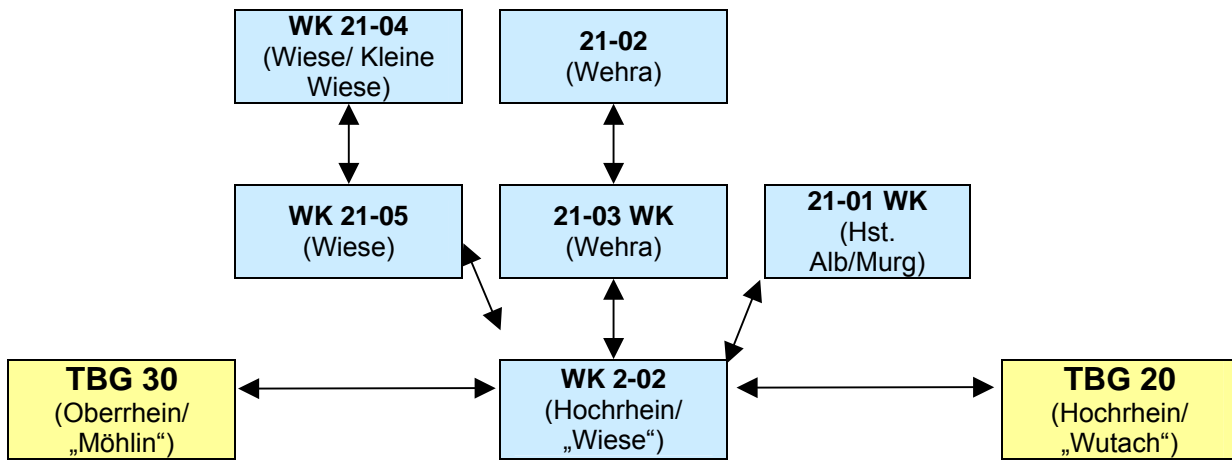 WK 21-04
(Wiese/ Kleine
Wiese)
21-02
(Wehra)
WK 21-05
(Wiese)
21-03 WK
(Wehra)
21-01 WK
(Hst.
Alb/Murg)
TBG 30
(Oberrhein/
„Möhlin“)
WK 2-02
(Hochrhein/
„Wiese“)
TBG 20
(Hochrhein/
„Wutach“)